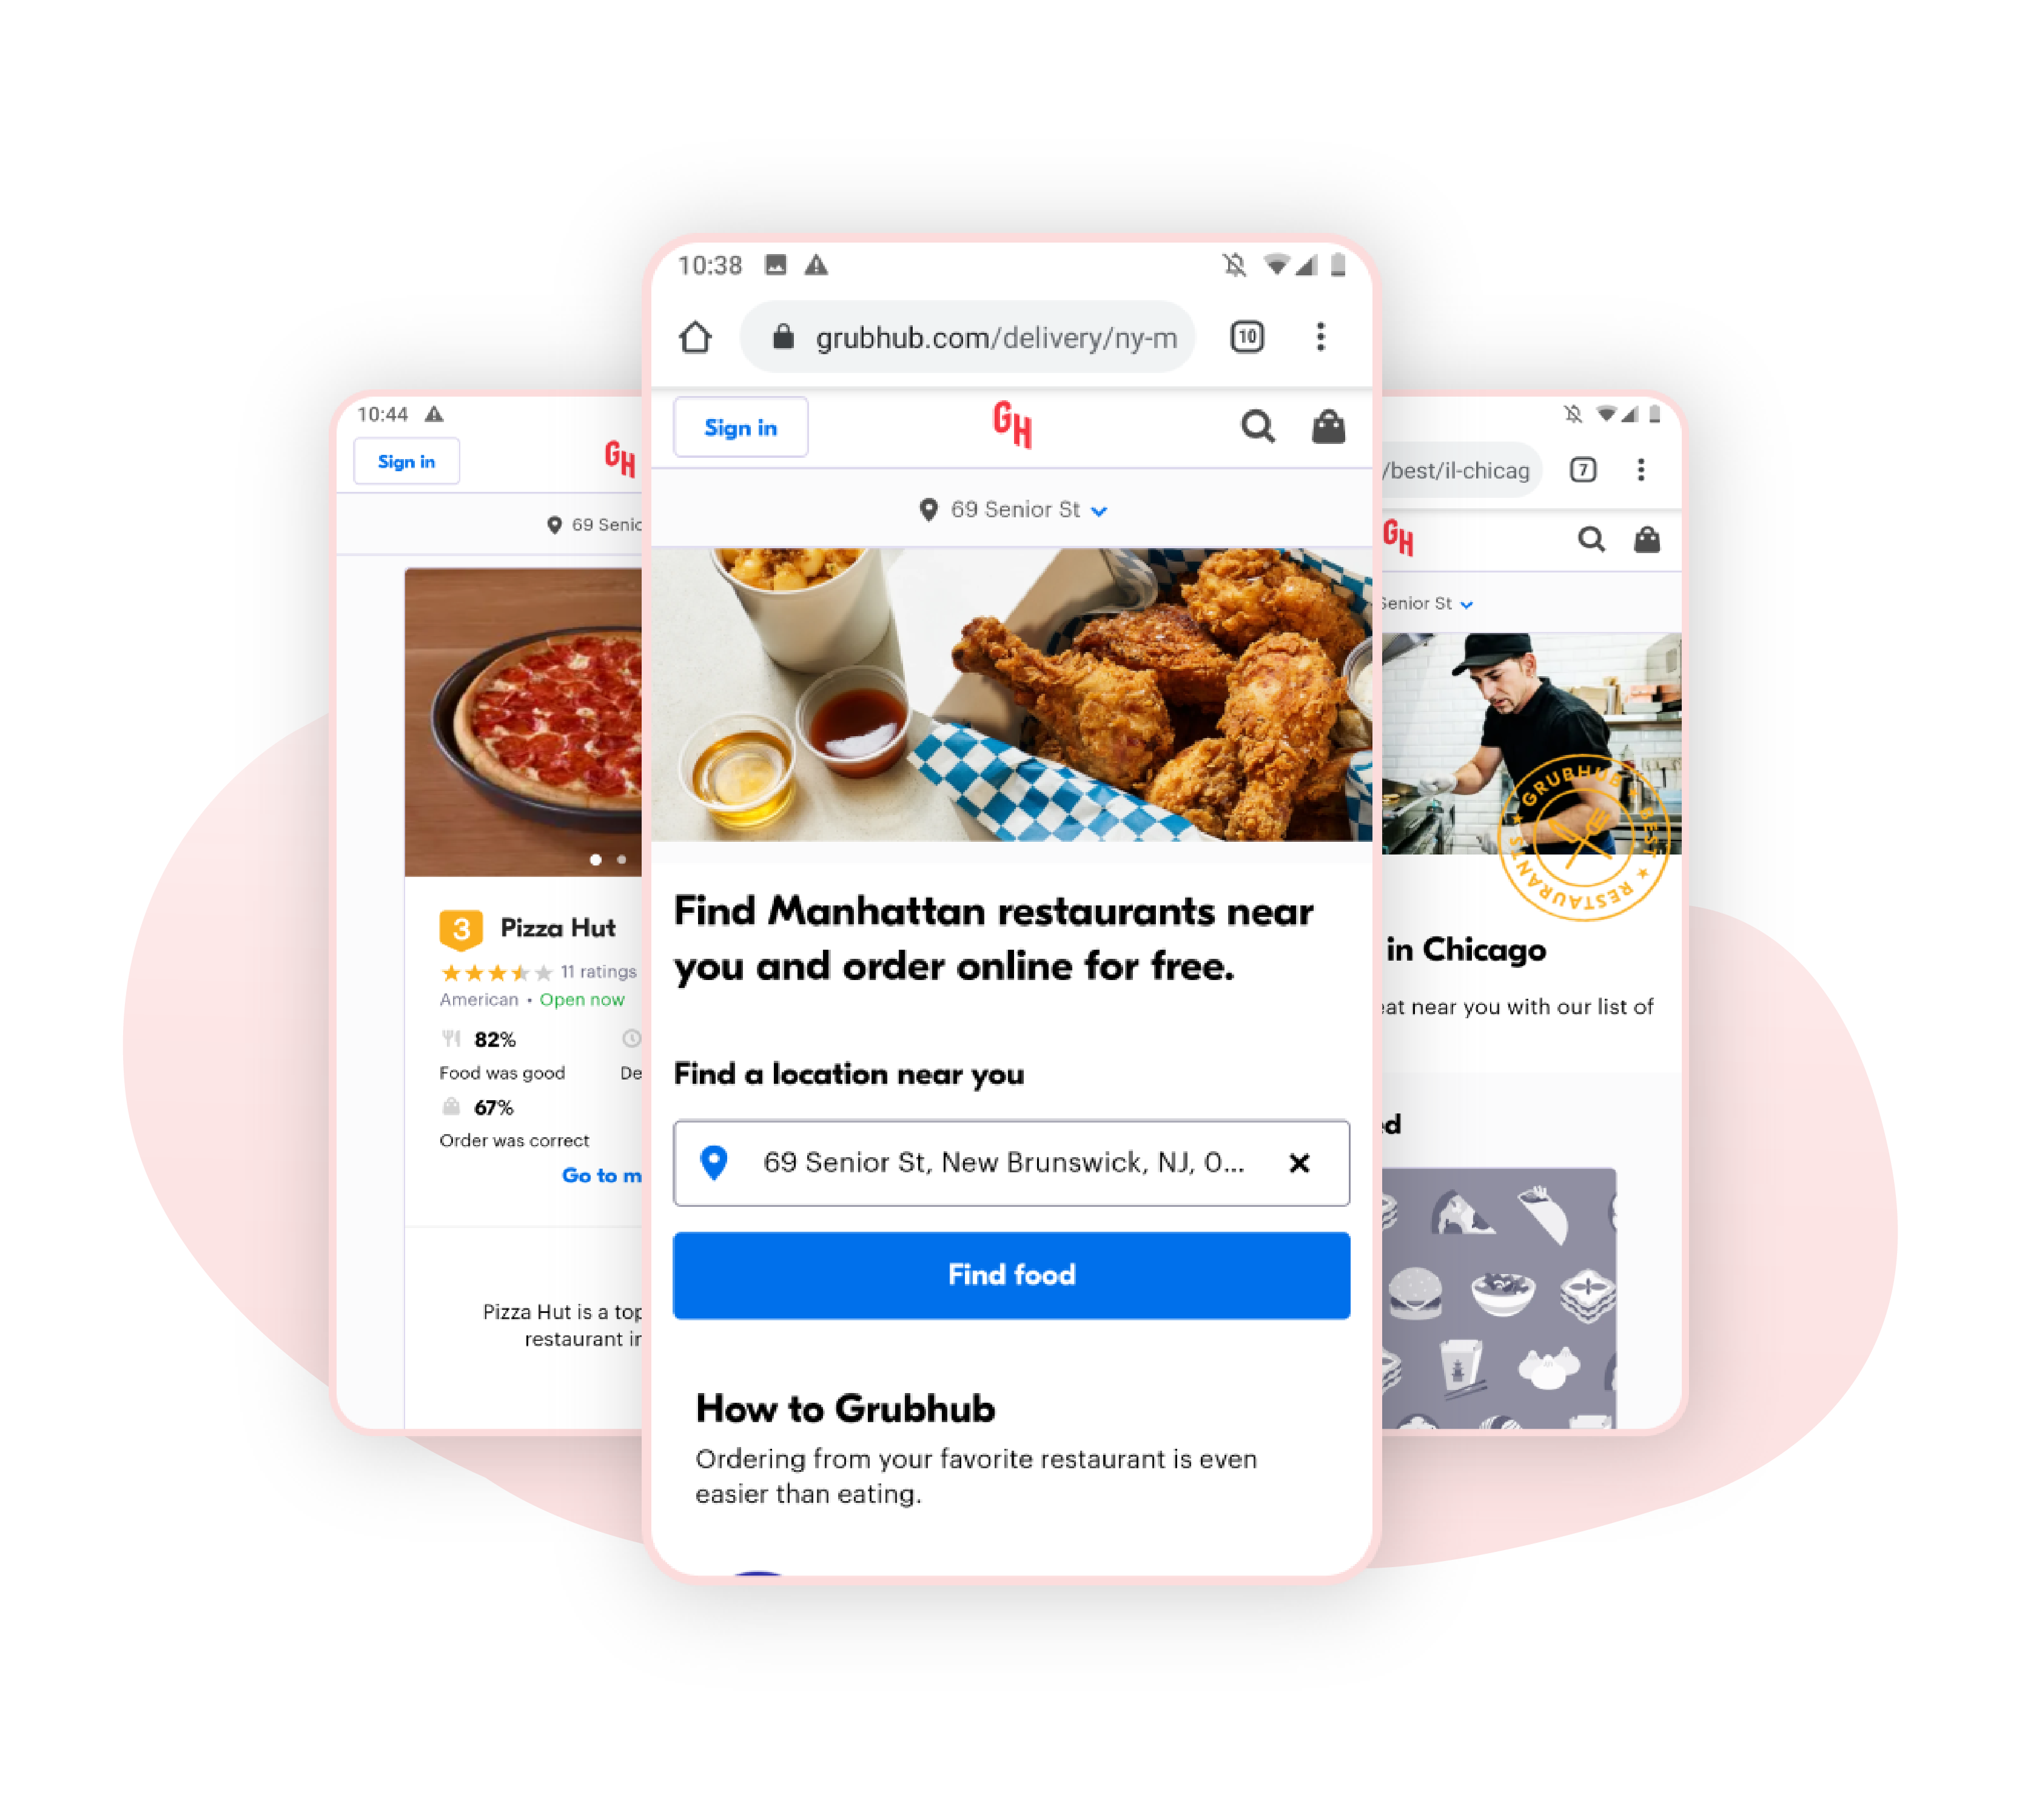 10:44
Sign in
GH
69 Senic
3 Pizza Hut
11 ratings
American • Open now
82%
Food was good
De
67%
Order was correct
Go to m
Pizza Hut is a top
restaurant in
10:38
grubhub.com/delivery/ny-m
10
Sign in
GH
69 Senior St
Find Manhattan restaurants near
you and order online for free.
Find a location near you
69 Senior St, New Brunswick, NJ, 0...
Find food
How to Grubhub
Ordering from your favorite restaurant is even
easier than eating.
/best/il-chicag
7
GH
Senior St
GRUBHUB ★ BEST ★ RESTAURANT ★
in Chicago
eat near you with our list of
ed